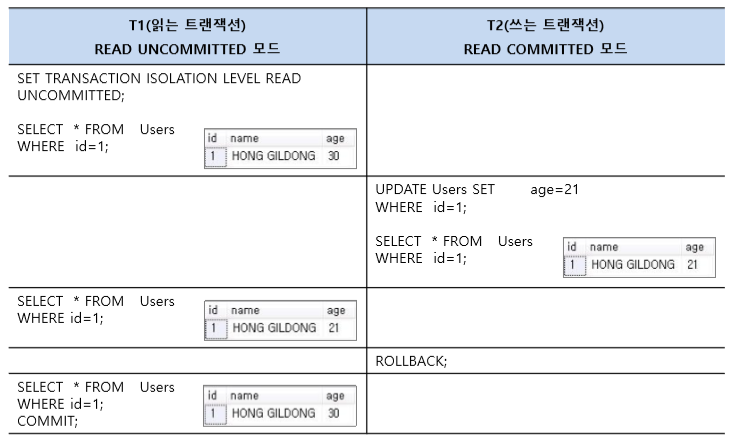 T1(읽는 트랜잭션)
READ UNCOMMITTED 모드
T2(쓰는 트랜잭션)
READ COMMITTED 모드
SET TRANSACTION ISOLATION LEVEL READ
UNCOMMITTED;
SELECT * FROM Users
WHERE id=1;
id name age
1 HONG GILDONG 30
UPDATE Users SET age=21
WHERE id=1;
SELECT * FROM Users
WHERE id=1;
id name age
1 HONG GILDONG 21
SELECT * FROM Users
WHERE id=1;
id name age
1 HONG GILDONG 21
ROLLBACK;
SELECT * FROM Users
WHERE id=1;
COMMIT;
id name age
1 HONG GILDONG 30